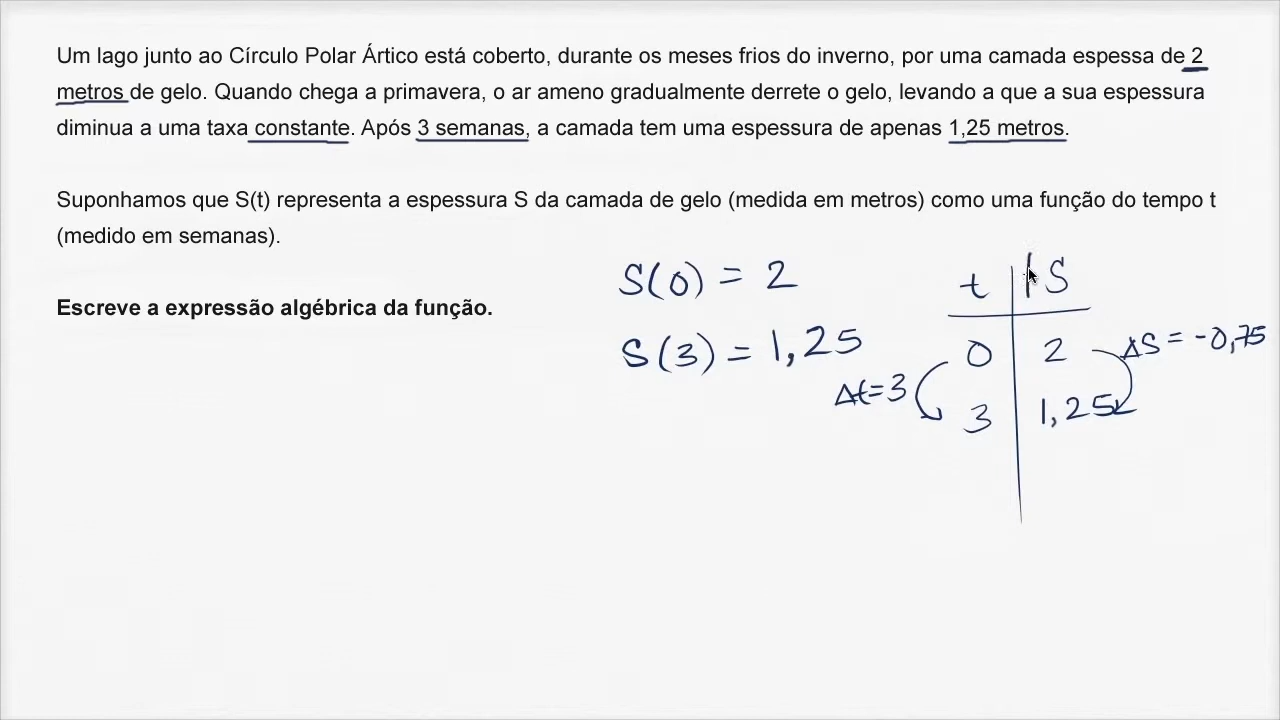 Um lago junto ao Círculo Polar Ártico está coberto, durante os meses frios do inverno, por uma camada espessa de 2
metros de gelo. Quando chega a primavera, o ar ameno gradualmente derrete o gelo, levando a que a sua espessura
diminua a uma taxa constante. Após 3 semanas, a camada tem uma espessura de apenas 1,25 metros.
Suponhamos que S(t) representa a espessura S da camada de gelo (medida em metros) como uma função do tempo t
(medido em semanas).
Escreve a expressão algébrica da função.
S(0) = 2
S(3) = 1,25
t S
0 2 ΔS = -0,75
Δt=3
3 1,25